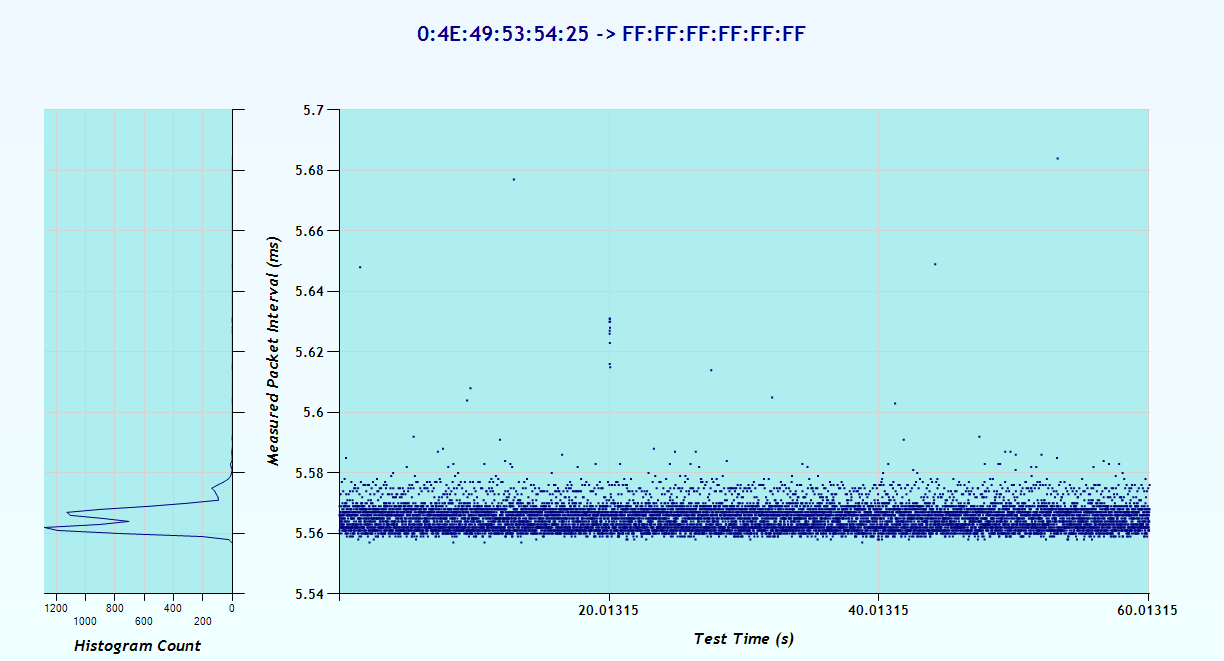 0:4E:49:53:54:25 -> FF:FF:FF:FF:FF:FF
5.7
5.68
5.66
5.64
5.62
5.6
5.58
5.56
5.54
Measured Packet Interval (ms)
1200 800 400 0
1000 600 200
Histogram Count
20.01315 40.01315 60.01315
Test Time (s)